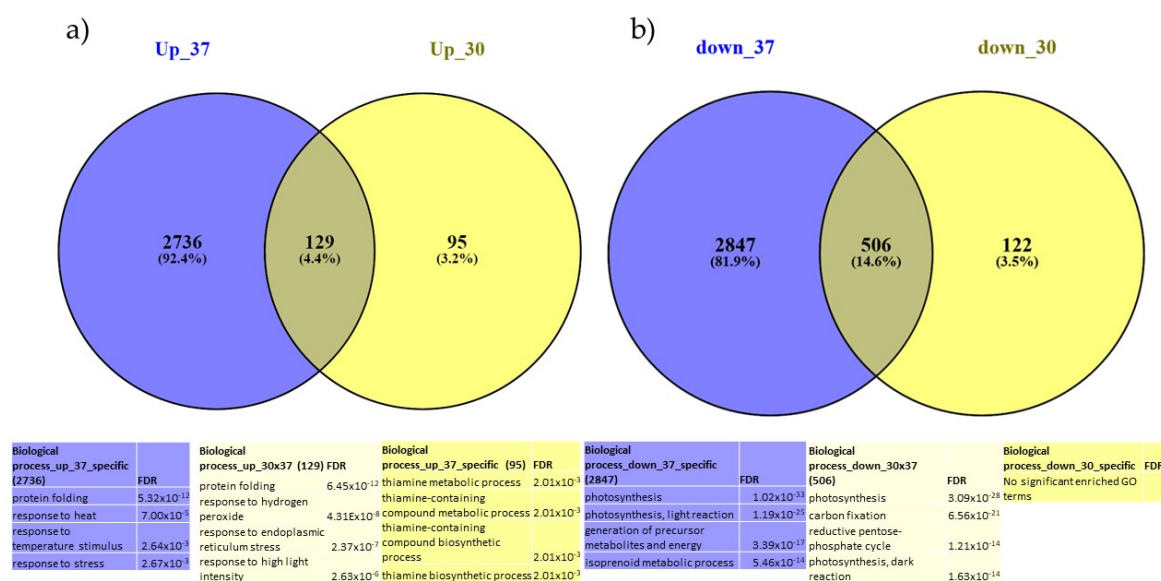 a)
Up_37
Up_30
2736
(92.4%)
129
(4.4%)
95
(3.2%)
b)
down_37
down_30
2847
(81.9%)
506
(14.6%)
122
(3.5%)
Biological
process_up_37_specific
(2736) FDR
protein folding 5.32x10-12
response to heat 7.00x10-5
response to
temperature stimulus 2.64x10-3
response to stress 2.67x10-3
Biological
process_up_30x37 (129) FDR
protein folding 6.45x10-12
response to hydrogen
peroxide 4.31E×10-8
response to endoplasmic
reticulum stress 2.37x10-7
response to high light
intensity 2.63x10-6
Biological
process_up_37_specific (95) FDR
thiamine metabolic process 2.01x10-3
thiamine-containing
compound metabolic process 2.01x10-3
thiamine-containing
compound biosynthetic
process 2.01x10-3
thiamine biosynthetic process 2.01x10-3
Biological
process_down_37_specific
(2847) FDR
photosynthesis 1.02x10-33
photosynthesis, light reaction 1.19x10-25
generation of precursor
metabolites and energy 3.39x10-17
isoprenoid metabolic process 5.46x10-14
Biological
process_down_30x37
(506) FDR
photosynthesis 3.09x10-28
carbon fixation 6.56x10-21
reductive pentose-
phosphate cycle 1.21x10-14
photosynthesis, dark
reaction 1.63x10-14
Biological
process_down_30_specific FDR
No significant enriched GO
terms